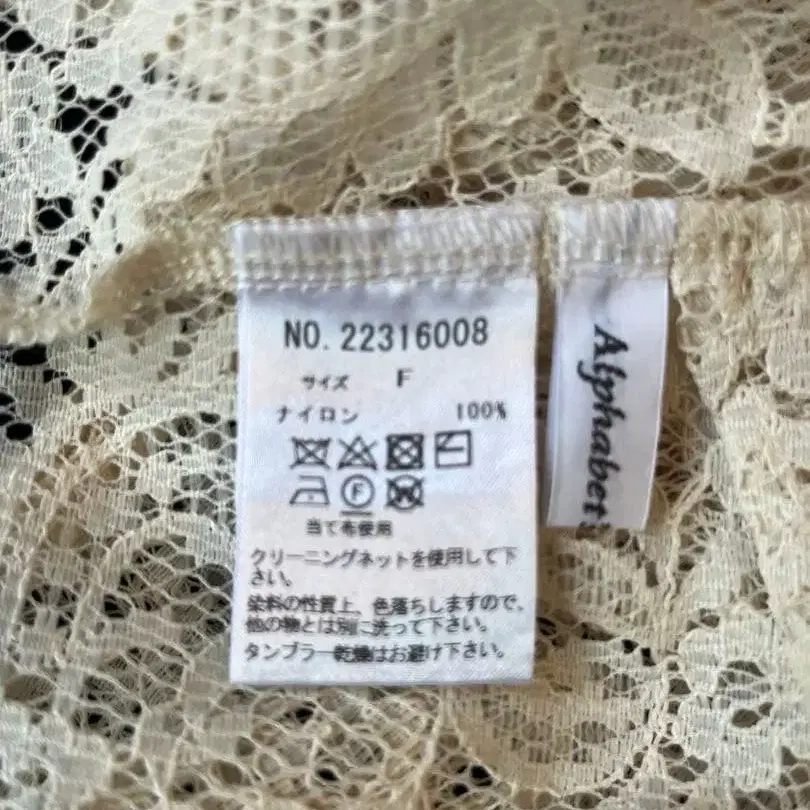 NO. 22316008
サイズ F
ナイロン 100%
F
当て布使用
クリーニングネットを使用して下
さい。
染料の性質上、色落ちしますので、
他の物とは別に洗って下さい。
タンブラー乾燥はお避け下さい。
Alphabet's